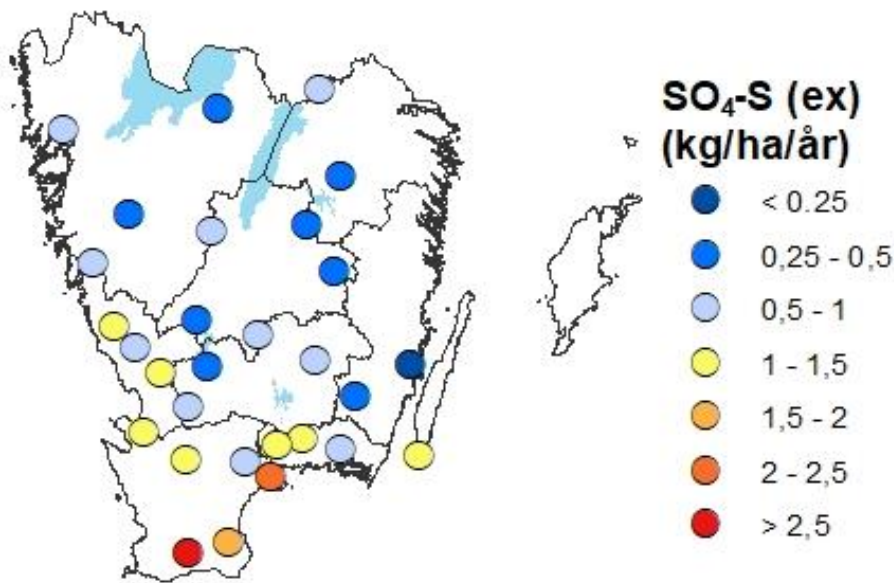 SO₄-S (ex)
(kg/ha/år)
< 0.25
0,25 - 0,5
0,5 - 1
1 - 1,5
1,5 - 2
2 - 2,5
> 2,5